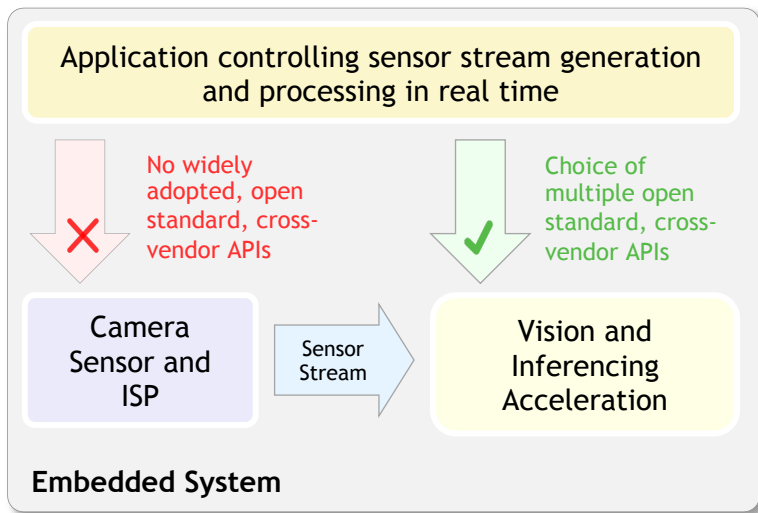 Application controlling sensor stream generation
and processing in real time
No widely
adopted, open
standard, cross-
vendor APIs
Choice of
multiple open
standard, cross-
vendor APIs
Camera
Sensor and
ISP
Sensor
Stream
Vision and
Inferencing
Acceleration
Embedded System